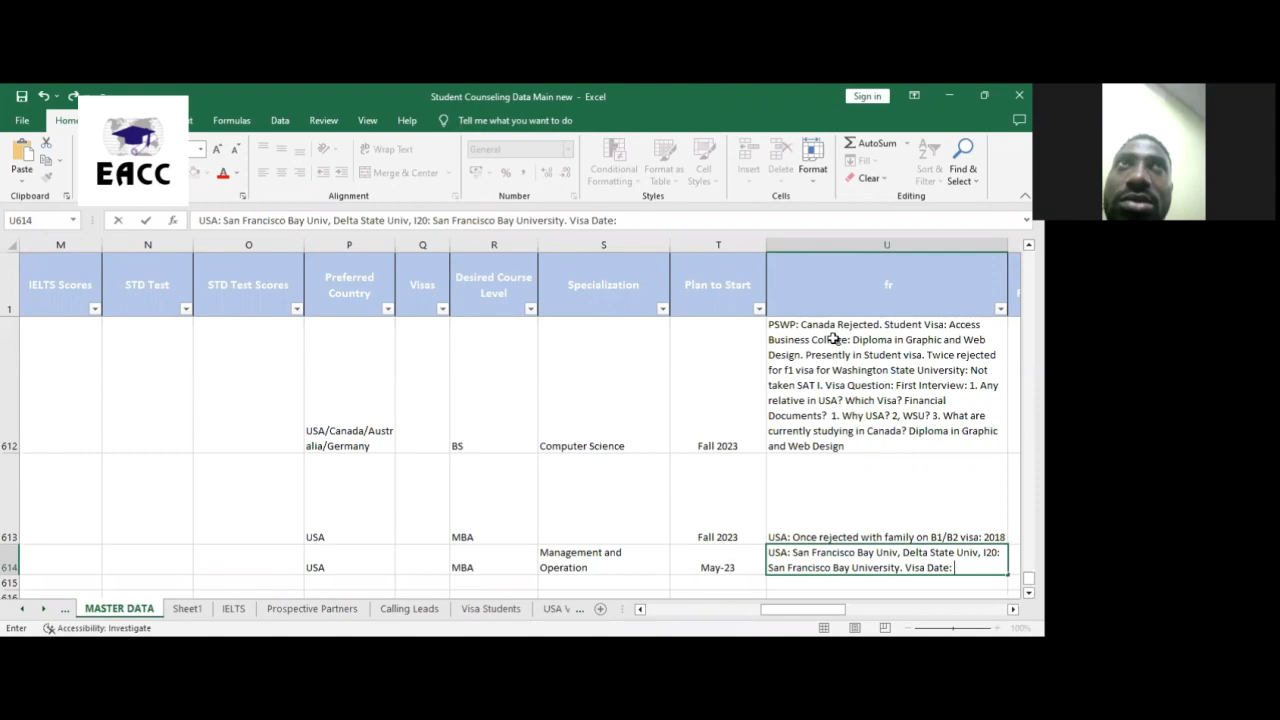 Student Counseling Data Main new - Excel
Sign in
File
Home
Formulas
Data
Review
View
Help
Tell me what you want to do
EACC
Paste
Wrap Text
Merge & Center
General
Conditional
Formatting
Format as
Table
Cell
Styles
Insert
Delete
Format
AutoSum
Fill
Clear
Sort &
Filter
Find &
Select
Clipboard
Alignment
Number
Styles
Cells
Editing
U614
fx
USA: San Francisco Bay Univ, Delta State Univ, I20: San Francisco Bay University. Visa Date:
M N O P Q R S T U
1
IELTS Scores
STD Test
STD Test Scores
Preferred
Country
Visas
Desired Course
Level
Specialization
Plan to Start
fr
PSWP: Canada Rejected. Student Visa: Access
Business College: Diploma in Graphic and Web
Design. Presently in Student visa. Twice rejected
for f1 visa for Washington State University: Not
taken SAT I. Visa Question: First Interview: 1. Any
relative in USA? Which Visa? Financial
Documents? 1. Why USA? 2, WSU? 3. What are
currently studying in Canada? Diploma in Graphic
and Web Design
USA/Canada/Austr
alia/Germany
612
BS
Computer Science
Fall 2023
613
USA
MBA
Fall 2023
USA: Once rejected with family on B1/B2 visa: 2018
614
USA
MBA
Management and
Operation
May-23
USA: San Francisco Bay Univ, Delta State Univ, I20:
San Francisco Bay University. Visa Date:
615
...
MASTER DATA
Sheet1
IELTS
Prospective Partners
Calling Leads
Visa Students
USA V
...
Enter
Accessibility: Investigate
100%